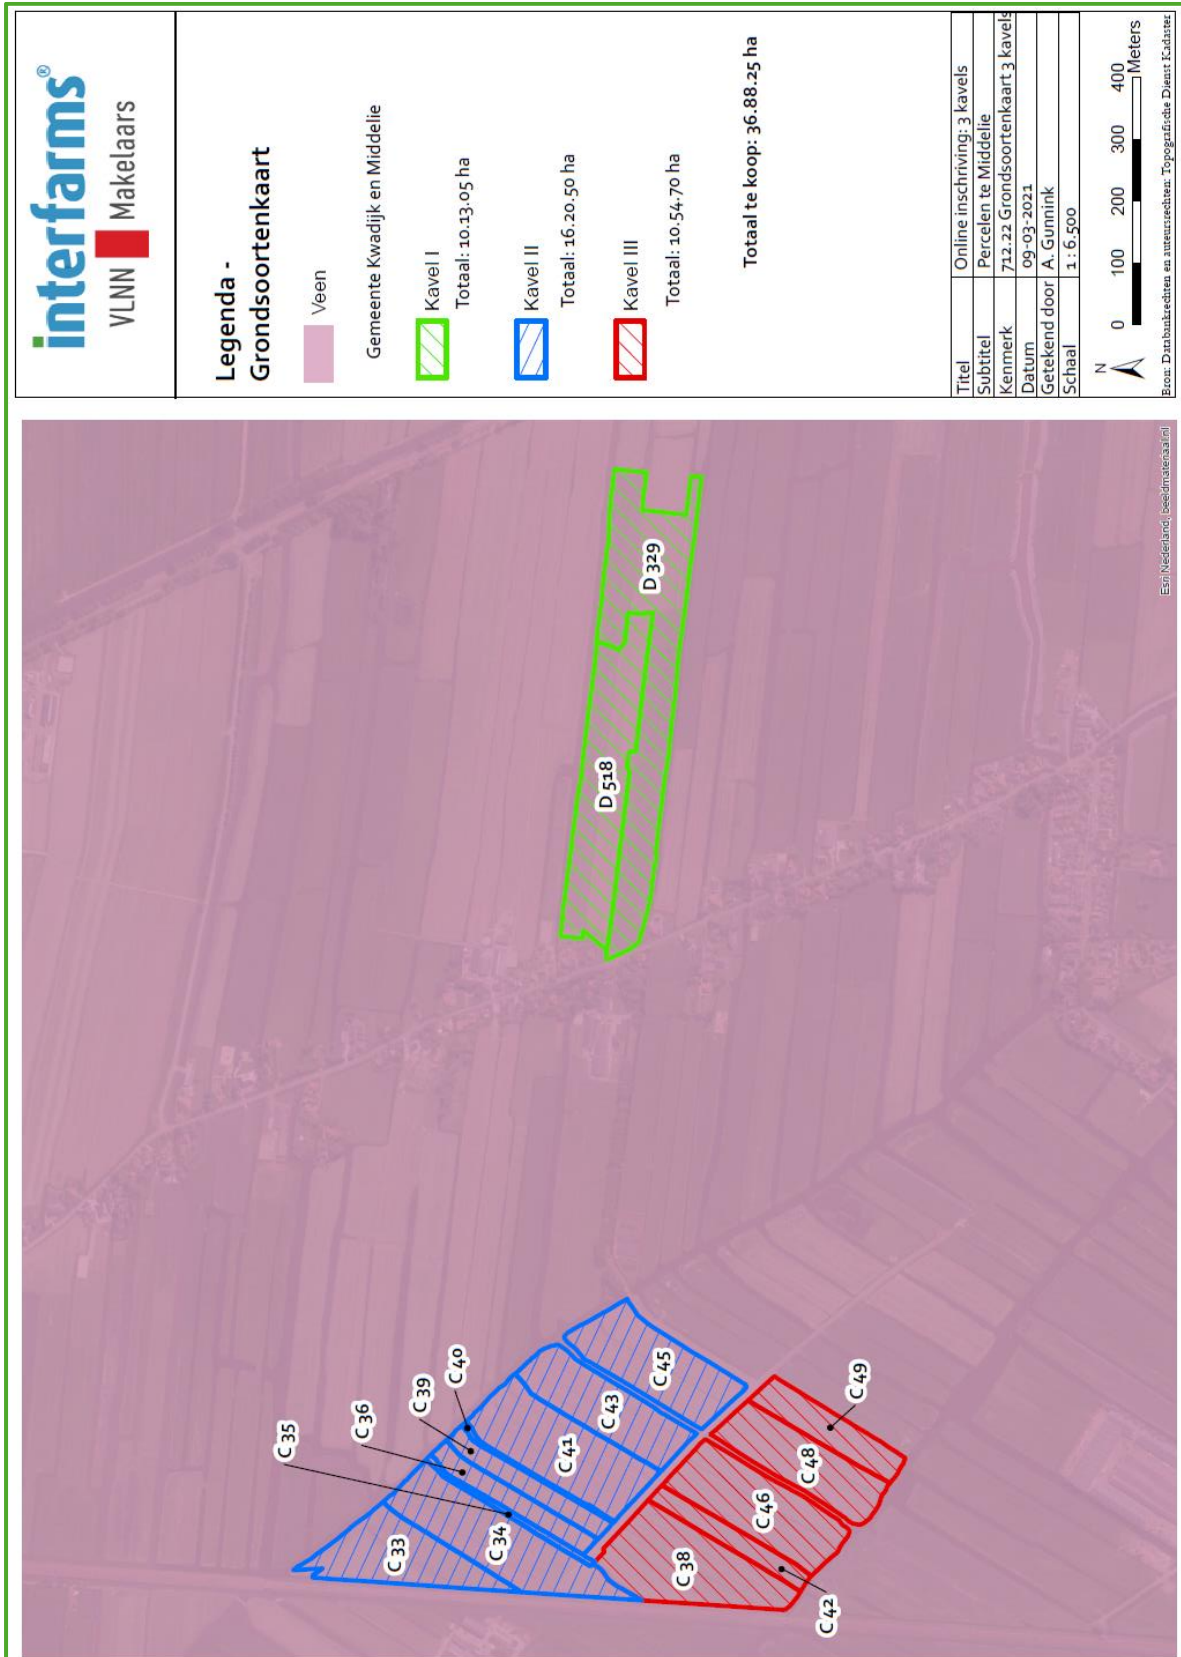 interfarms®
VLNN Makelaars
Legenda -
Grondsoortenkaart
Veen
Gemeente Kwadijk en Middelie
Kavel I
Totaal: 10.13.05 ha
Kavel II
Totaal: 16.20.50 ha
Kavel III
Totaal: 10.54.70 ha
Totaal te koop: 36.88.25 ha
Titel Online inschriving: 3 kavels
Subtitel Percelen te Middelie
Kenmerk 712.22 Grondsoortenkaart 3 kavels
Datum 09-03-2021
Getekend door A. Gunnink
Schaal 1 : 6.500
N
0 100 200 300 400
Meters
Bron: Databankrechten en auteursrechten: Topografische Dienst Kadaster
D 329
D 518
C 40
C 39
C 36
C 35
C 33
C 34
C 41
C 43
C 45
C 38
C 42
C 46
C 48
C 49
Esri Nederland, beeldmateriaal.nl